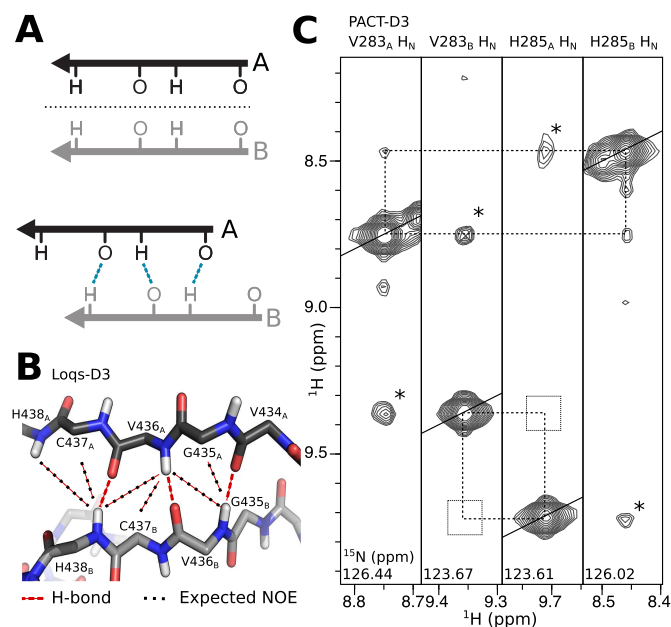 A
H O H O A
H O H O B
H O H O A
H O H O B
B Loqs-D3
H438A
C437A
V436A
V434A
G435A
G435B
C437B
V436B
H438B
H-bond Expected NOE
C PACT-D3
V283A HN V283B HN H285A HN H285B HN
*
8.5
*
9.0
¹H (ppm)
*
9.5
*
¹⁵N (ppm)
126.44 123.67 123.61 126.02
8.8 8.7 9.4 9.3 9.7 8.5 8.4
¹H (ppm)